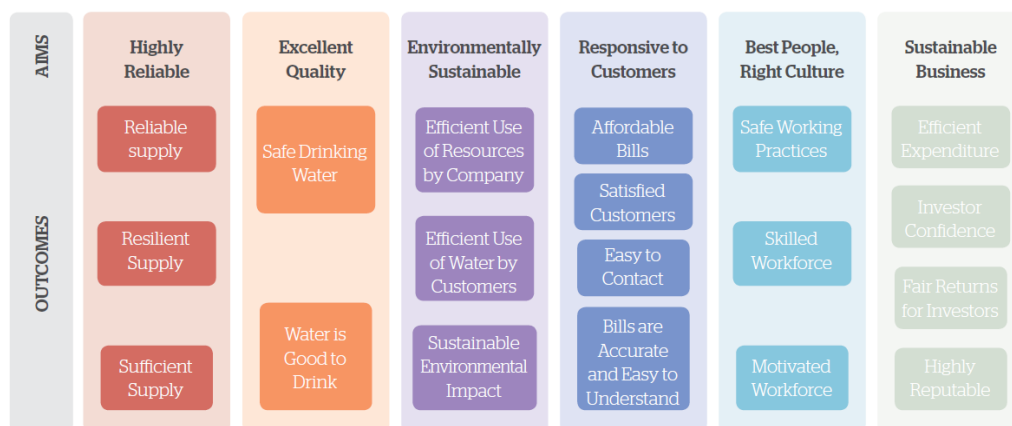 AIMS
Highly
Reliable
Excellent
Quality
Environmentally
Sustainable
Responsive to
Customers
Best People,
Right Culture
Sustainable
Business
OUTCOMES
Reliable
supply
Resilient
Supply
Sufficient
Supply
Safe Drinking
Water
Water is
Good to
Drink
Efficient Use
of Resources
by Company
Efficient Use
of Water by
Customers
Sustainable
Environmental
Impact
Affordable
Bills
Satisfied
Customers
Easy to
Contact
Bills are
Accurate
and Easy to
Understand
Safe Working
Practices
Skilled
Workforce
Motivated
Workforce
Efficient
Expenditure
Investor
Confidence
Fair Returns
for Investors
Highly
Reputable